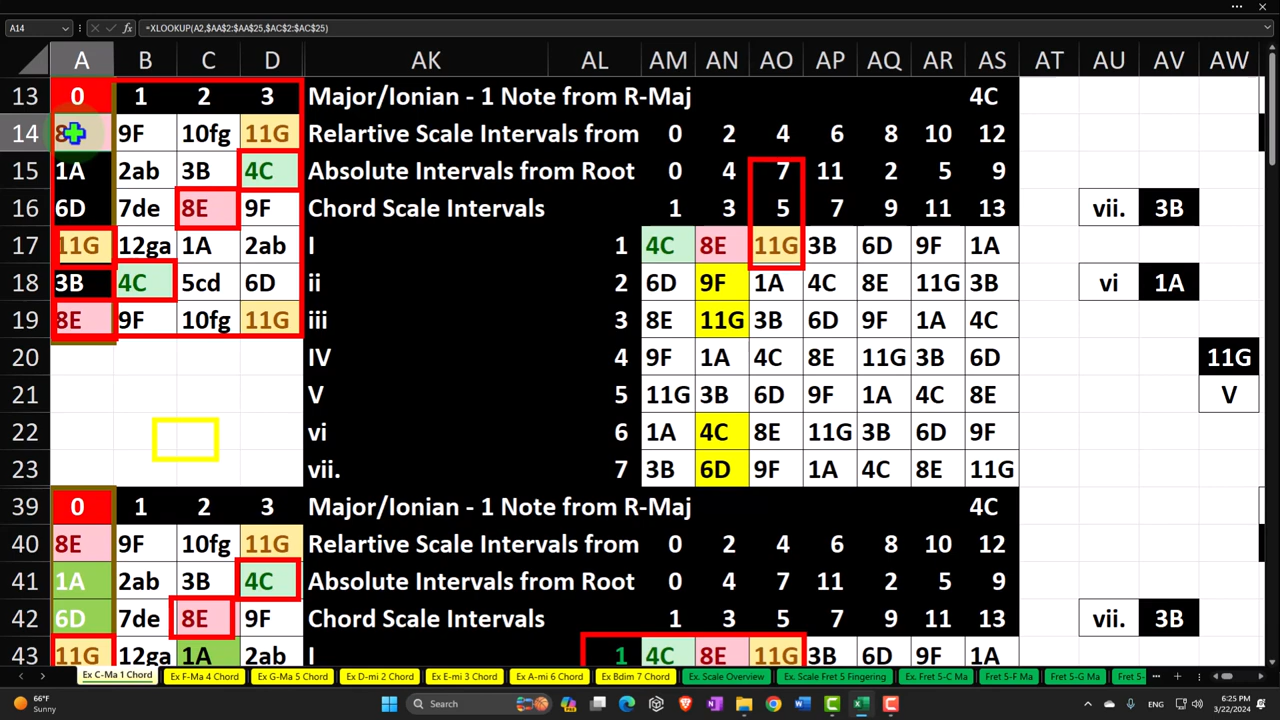 A14 =XLOOKUP(A2,$AA$2:$AA$25,$AC$2:$AC$25)
A B C D AK AL AM AN AO AP AQ AR AS AT AU AV AW
13 0 1 2 3 Major/Ionian - 1 Note from R-Maj 4C
14 9F 10fg 11G Relartive Scale Intervals from 0 2 4 6 8 10 12
15 1A 2ab 3B 4C Absolute Intervals from Root 0 4 7 11 2 5 9
16 6D 7de 8E 9F Chord Scale Intervals 1 3 5 7 9 11 13 vii. 3B
17 11G 12ga 1A 2ab I 1 4C 8E 11G 3B 6D 9F 1A
18 3B 4C 5cd 6D ii 2 6D 9F 1A 4C 8E 11G 3B vi 1A
19 8E 9F 10fg 11G iii 3 8E 11G 3B 6D 9F 1A 4C
20 IV 4 9F 1A 4C 8E 11G 3B 6D 11G
21 V 5 11G 3B 6D 9F 1A 4C 8E V
22 vi 6 1A 4C 8E 11G 3B 6D 9F
23 vii. 7 3B 6D 9F 1A 4C 8E 11G
39 0 1 2 3 Major/Ionian - 1 Note from R-Maj 4C
40 8E 9F 10fg 11G Relartive Scale Intervals from 0 2 4 6 8 10 12
41 1A 2ab 3B 4C Absolute Intervals from Root 0 4 7 11 2 5 9
42 6D 7de 8E 9F Chord Scale Intervals 1 3 5 7 9 11 13 vii. 3B
43 11G 12ga 1A 2ab I 1 4C 8E 11G 3B 6D 9F 1A
Ex C-Ma 1 Chord Ex F-Ma 4 Chord Ex G-Ma 5 Chord Ex D-mi 2 Chord Ex E-mi 3 Chord Ex A-mi 6 Chord Ex Bdim 7 Chord Ex. Scale Overview Ex. Scale Fret 5 Fingering Ex. Fret 5-C Ma Fret 5-F Ma Fret 5-G Ma Fret 5-
66°F Search ENG 6:25 PM
Sunny 3/22/2024